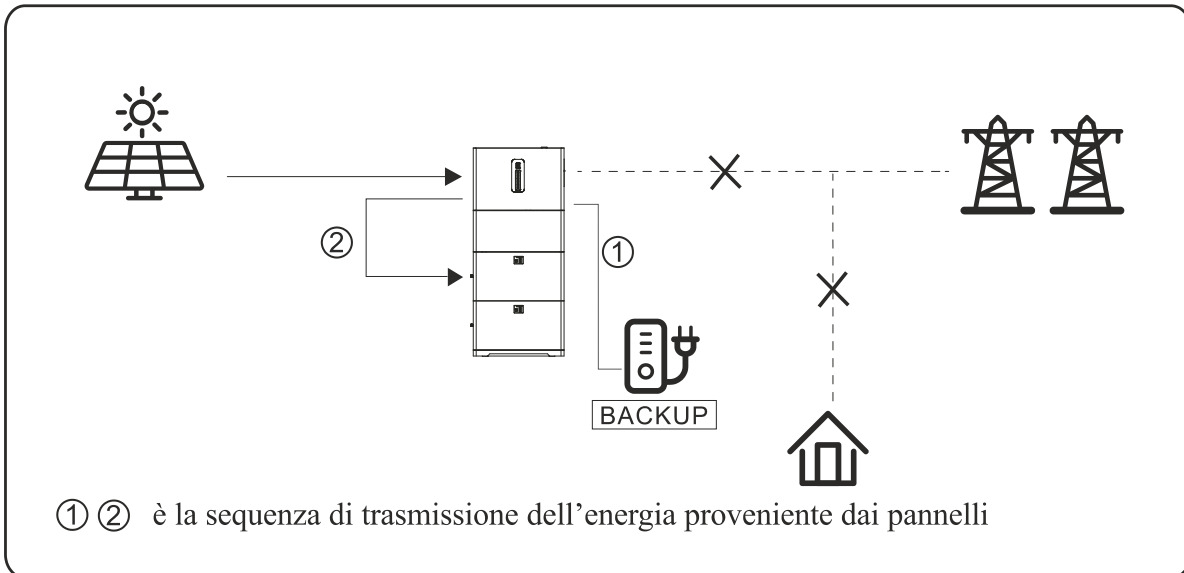 ②
①
BACKUP
① ② è la sequenza di trasmissione dell’energia proveniente dai pannelli